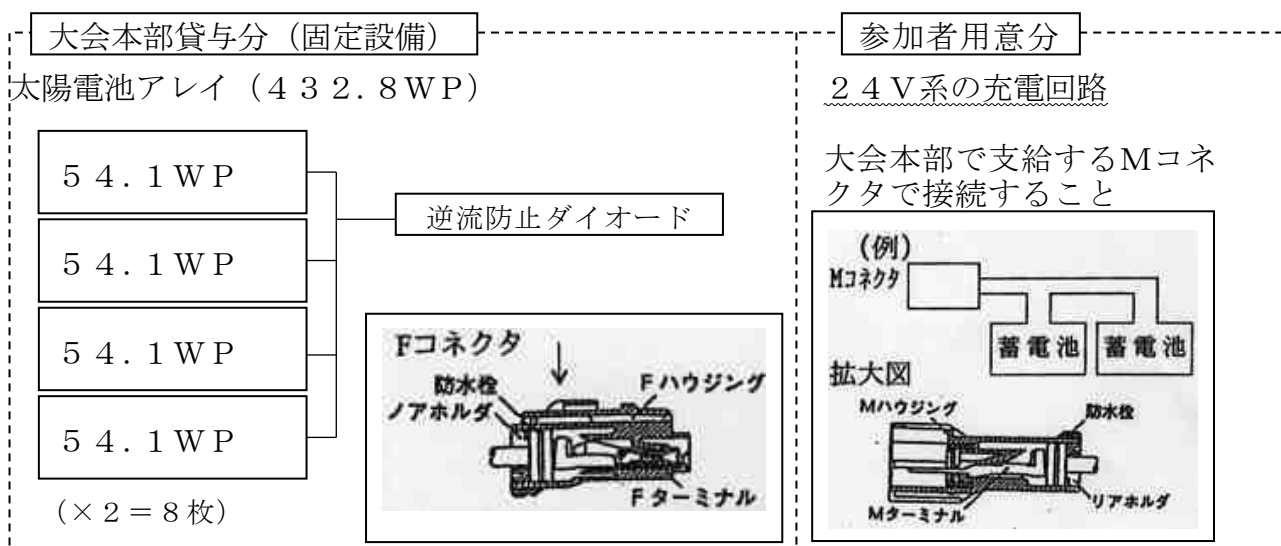 大会本部貸与分（固定設備）
太陽電池アレイ（４３２.８ＷＰ）
５４.１ＷＰ
５４.１ＷＰ
５４.１ＷＰ
５４.１ＷＰ
（×２＝８枚）
逆流防止ダイオード
Fコネクタ
防水栓
Fハウジング
ノアホルダ
Fターミナル
参加者用意分
２４Ｖ系の充電回路
大会本部で支給するＭコネ
クタで接続すること
(例)
Mコネクタ
蓄電池
蓄電池
拡大図
Mハウジング
防水栓
Mターミナル
リアホルダ